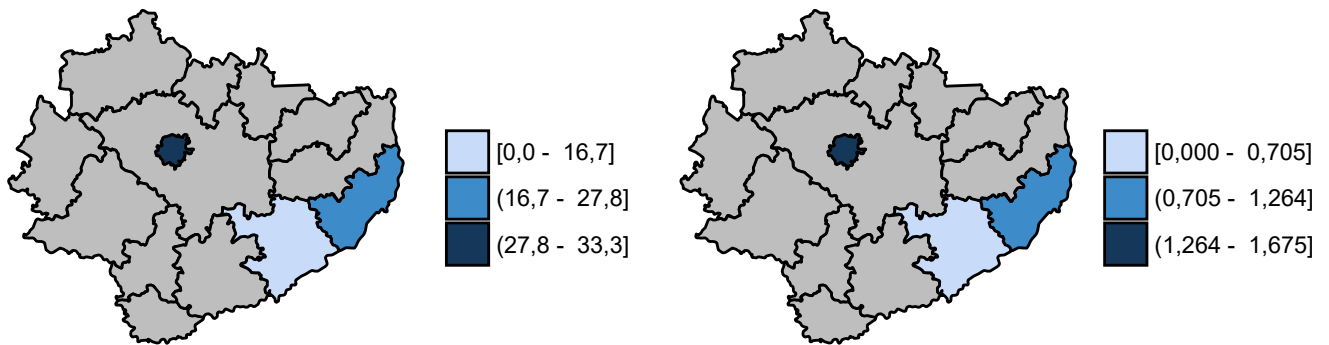 [0,0 - 16,7]
(16,7 - 27,8]
(27,8 - 33,3]
[0,000 - 0,705]
(0,705 - 1,264]
(1,264 - 1,675]